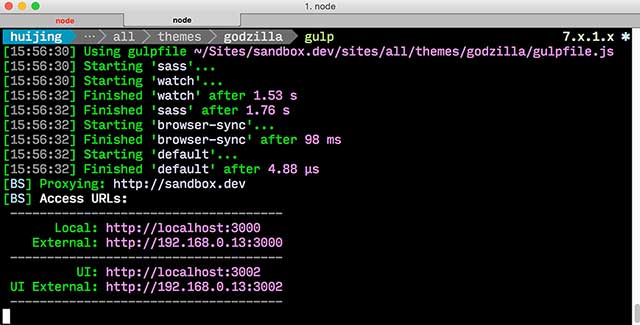 1. node
node node
huijing ··· all themes godzilla gulp 7.x.1.x ✱
[15:56:30] Using gulpfile ~/Sites/sandbox.dev/sites/all/themes/godzilla/gulpfile.js
[15:56:30] Starting 'sass'...
[15:56:30] Starting 'watch'...
[15:56:32] Finished 'watch' after 1.53 s
[15:56:32] Finished 'sass' after 1.76 s
[15:56:32] Starting 'browser-sync'...
[15:56:32] Finished 'browser-sync' after 98 ms
[15:56:32] Starting 'default'...
[15:56:32] Finished 'default' after 4.88 μs
[BS] Proxying: http://sandbox.dev
[BS] Access URLs:
--------------------------------------
Local: http://localhost:3000
External: http://192.168.0.13:3000
--------------------------------------
UI: http://localhost:3002
UI External: http://192.168.0.13:3002
--------------------------------------